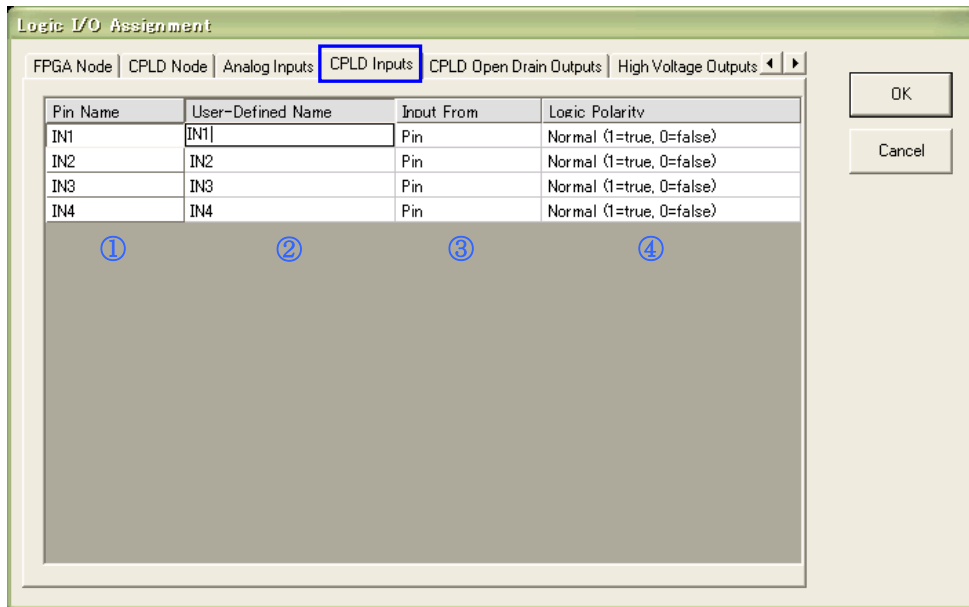 Logic I/O Assignment
FPGA Node CPLD Node Analog Inputs CPLD Inputs CPLD Open Drain Outputs High Voltage Outputs
OK
Cancel
Pin Name User-Defined Name Input From Logic Polarity
IN1 IN1 Pin Normal (1=true, 0=false)
IN2 IN2 Pin Normal (1=true, 0=false)
IN3 IN3 Pin Normal (1=true, 0=false)
IN4 IN4 Pin Normal (1=true, 0=false)
① ② ③ ④